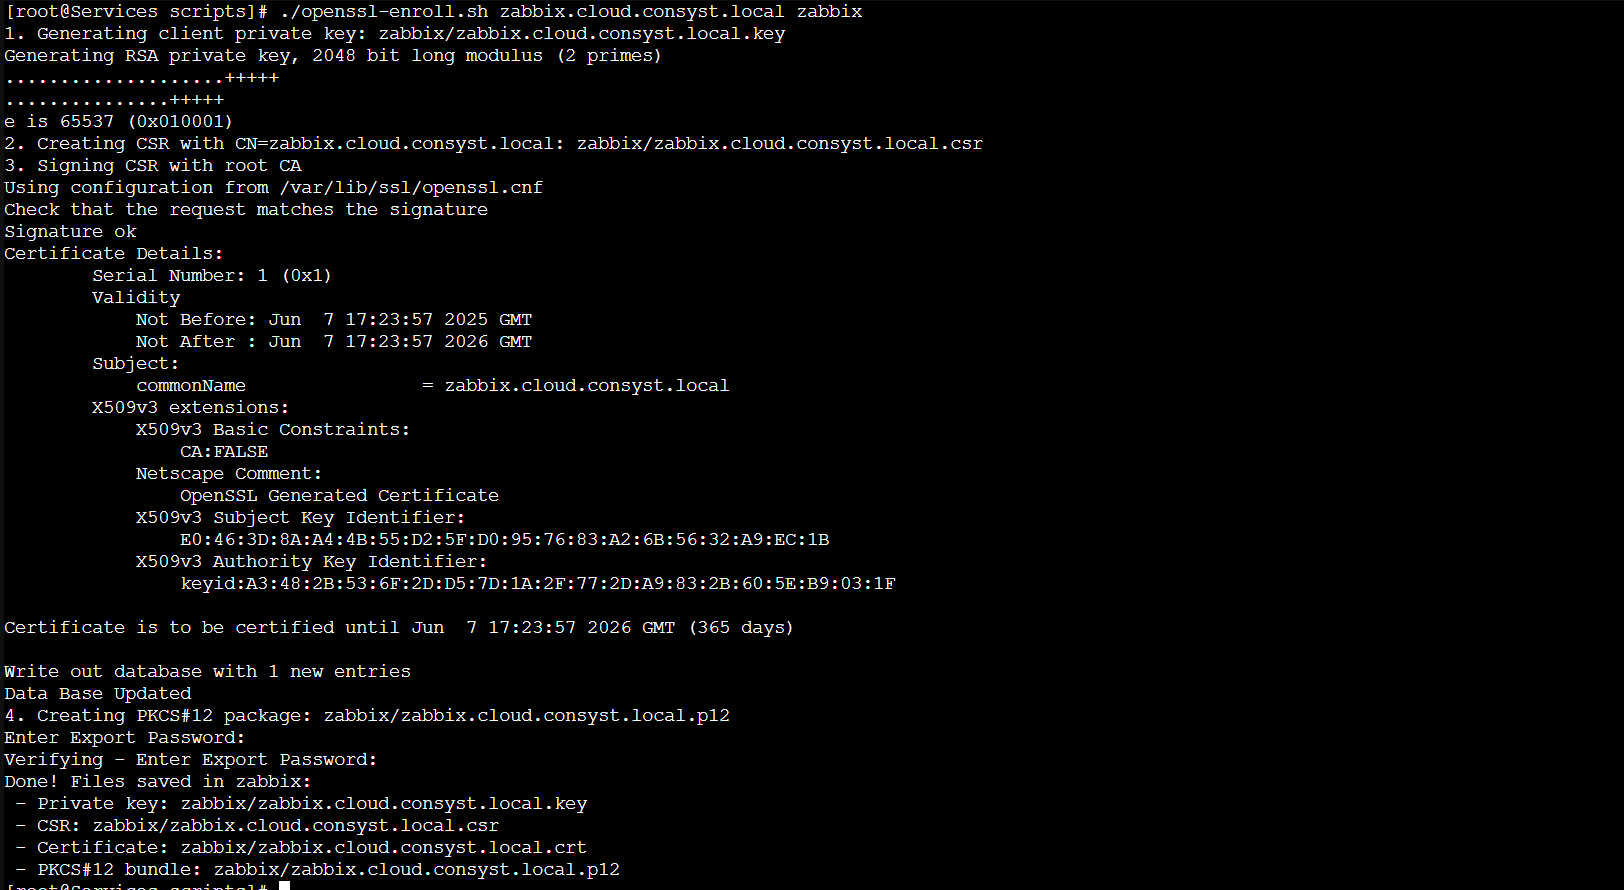 [root@Services scripts]# ./openssl-enroll.sh zabbix.cloud.consyst.local zabbix
1. Generating client private key: zabbix/zabbix.cloud.consyst.local.key
Generating RSA private key, 2048 bit long modulus (2 primes)
....................+++++
...............+++++
e is 65537 (0x010001)
2. Creating CSR with CN=zabbix.cloud.consyst.local: zabbix/zabbix.cloud.consyst.local.csr
3. Signing CSR with root CA
Using configuration from /var/lib/ssl/openssl.cnf
Check that the request matches the signature
Signature ok
Certificate Details:
        Serial Number: 1 (0x1)
        Validity
            Not Before: Jun  7 17:23:57 2025 GMT
            Not After : Jun  7 17:23:57 2026 GMT
        Subject:
            commonName                = zabbix.cloud.consyst.local
        X509v3 extensions:
            X509v3 Basic Constraints:
                CA:FALSE
            Netscape Comment:
                OpenSSL Generated Certificate
            X509v3 Subject Key Identifier:
                E0:46:3D:8A:A4:4B:55:D2:5F:D0:95:76:83:A2:6B:56:32:A9:EC:1B
            X509v3 Authority Key Identifier:
                keyid:A3:48:2B:53:6F:2D:D5:7D:1A:2F:77:2D:A9:83:2B:60:5E:B9:03:1F

Certificate is to be certified until Jun  7 17:23:57 2026 GMT (365 days)

Write out database with 1 new entries
Data Base Updated
4. Creating PKCS#12 package: zabbix/zabbix.cloud.consyst.local.p12
Enter Export Password:
Verifying - Enter Export Password:
Done! Files saved in zabbix:
 - Private key: zabbix/zabbix.cloud.consyst.local.key
 - CSR: zabbix/zabbix.cloud.consyst.local.csr
 - Certificate: zabbix/zabbix.cloud.consyst.local.crt
 - PKCS#12 bundle: zabbix/zabbix.cloud.consyst.local.p12
[root@Services scripts]#